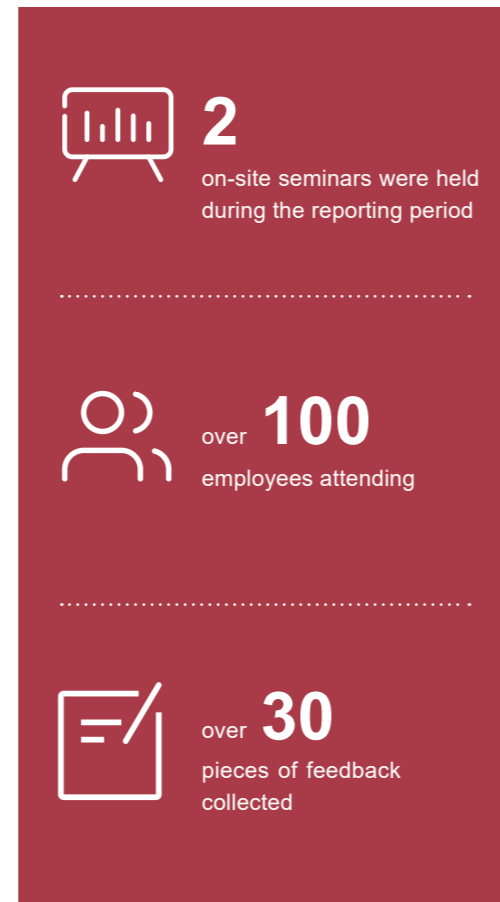 2
on-site seminars were held
during the reporting period
over 100
employees attending
over 30
pieces of feedback
collected